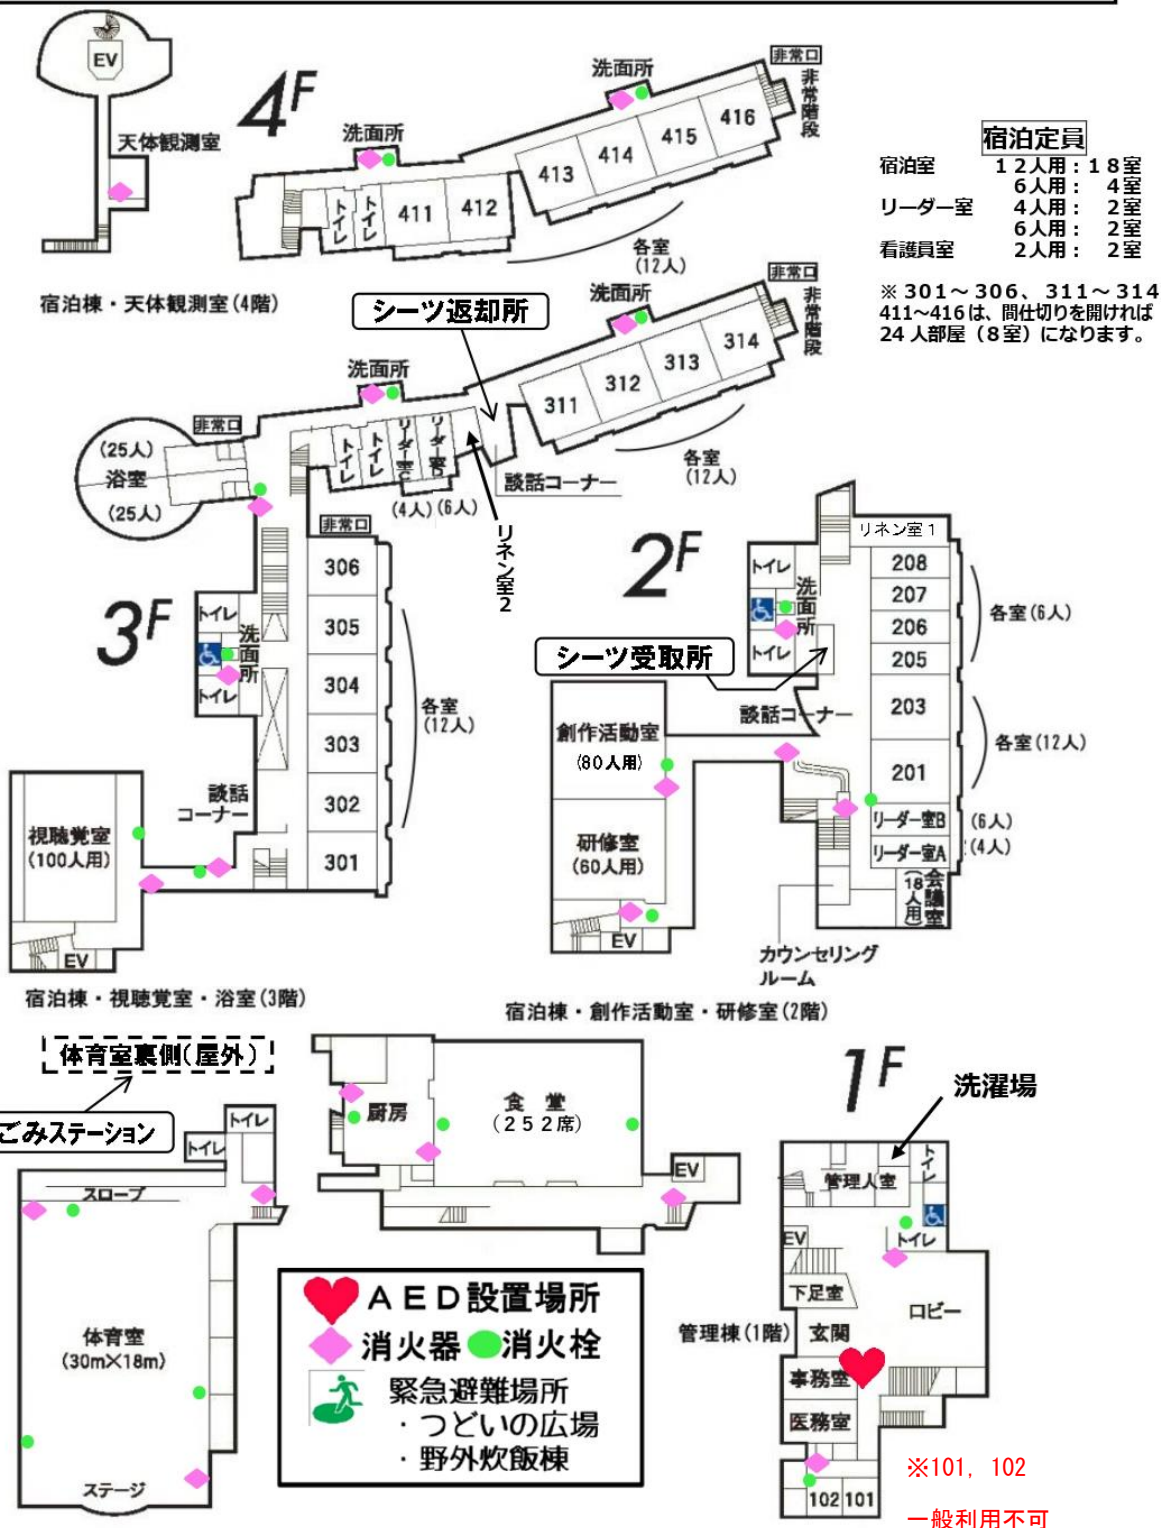 EV
天体観測室
4F
洗面所
洗面所
非常口
非常階段
トイレ
トイレ
411
412
413
414
415
416
各室
(12人)
宿泊棟・天体観測室(4階)
宿泊定員
宿泊室 12人用:18室
6人用: 4室
リーダー室 4人用: 2室
6人用: 2室
看護員室 2人用: 2室
※301~306、311~314
411~416は、間仕切りを開ければ
24人部屋(8室)になります。
シーツ返却所
洗面所
洗面所
非常口
非常階段
非常口
(25人)
浴室
(25人)
トイレ
トイレ
リーダー室C
リーダー室D
(4人)
(6人)
リネン室2
談話コーナー
311
312
313
314
各室
(12人)
3F
非常口
306
305
304
303
302
301
各室
(12人)
トイレ
洗面所
トイレ
談話
コーナー
視聴覚室
(100人用)
EV
宿泊棟・視聴覚室・浴室(3階)
2F
リネン室1
トイレ
洗面所
トイレ
208
207
206
205
203
201
各室(6人)
各室(12人)
シーツ受取所
談話コーナー
創作活動室
(80人用)
研修室
(60人用)
EV
リーダー室B
(6人)
リーダー室A
(4人)
会議室
(18人用)
カウンセリング
ルーム
宿泊棟・創作活動室・研修室(2階)
体育室裏側(屋外)
ごみステーション
トイレ
トイレ
スロープ
体育室
(30m×18m)
ステージ
厨房
食堂
(252席)
EV
1F
洗濯場
管理人室
トイレ
トイレ
EV
下足室
ロビー
管理棟(1階)
玄関
事務室
医務室
102
101
※101, 102
一般利用不可
AED設置場所
消火器
消火栓
緊急避難場所
・つどいの広場
・野外炊飯棟